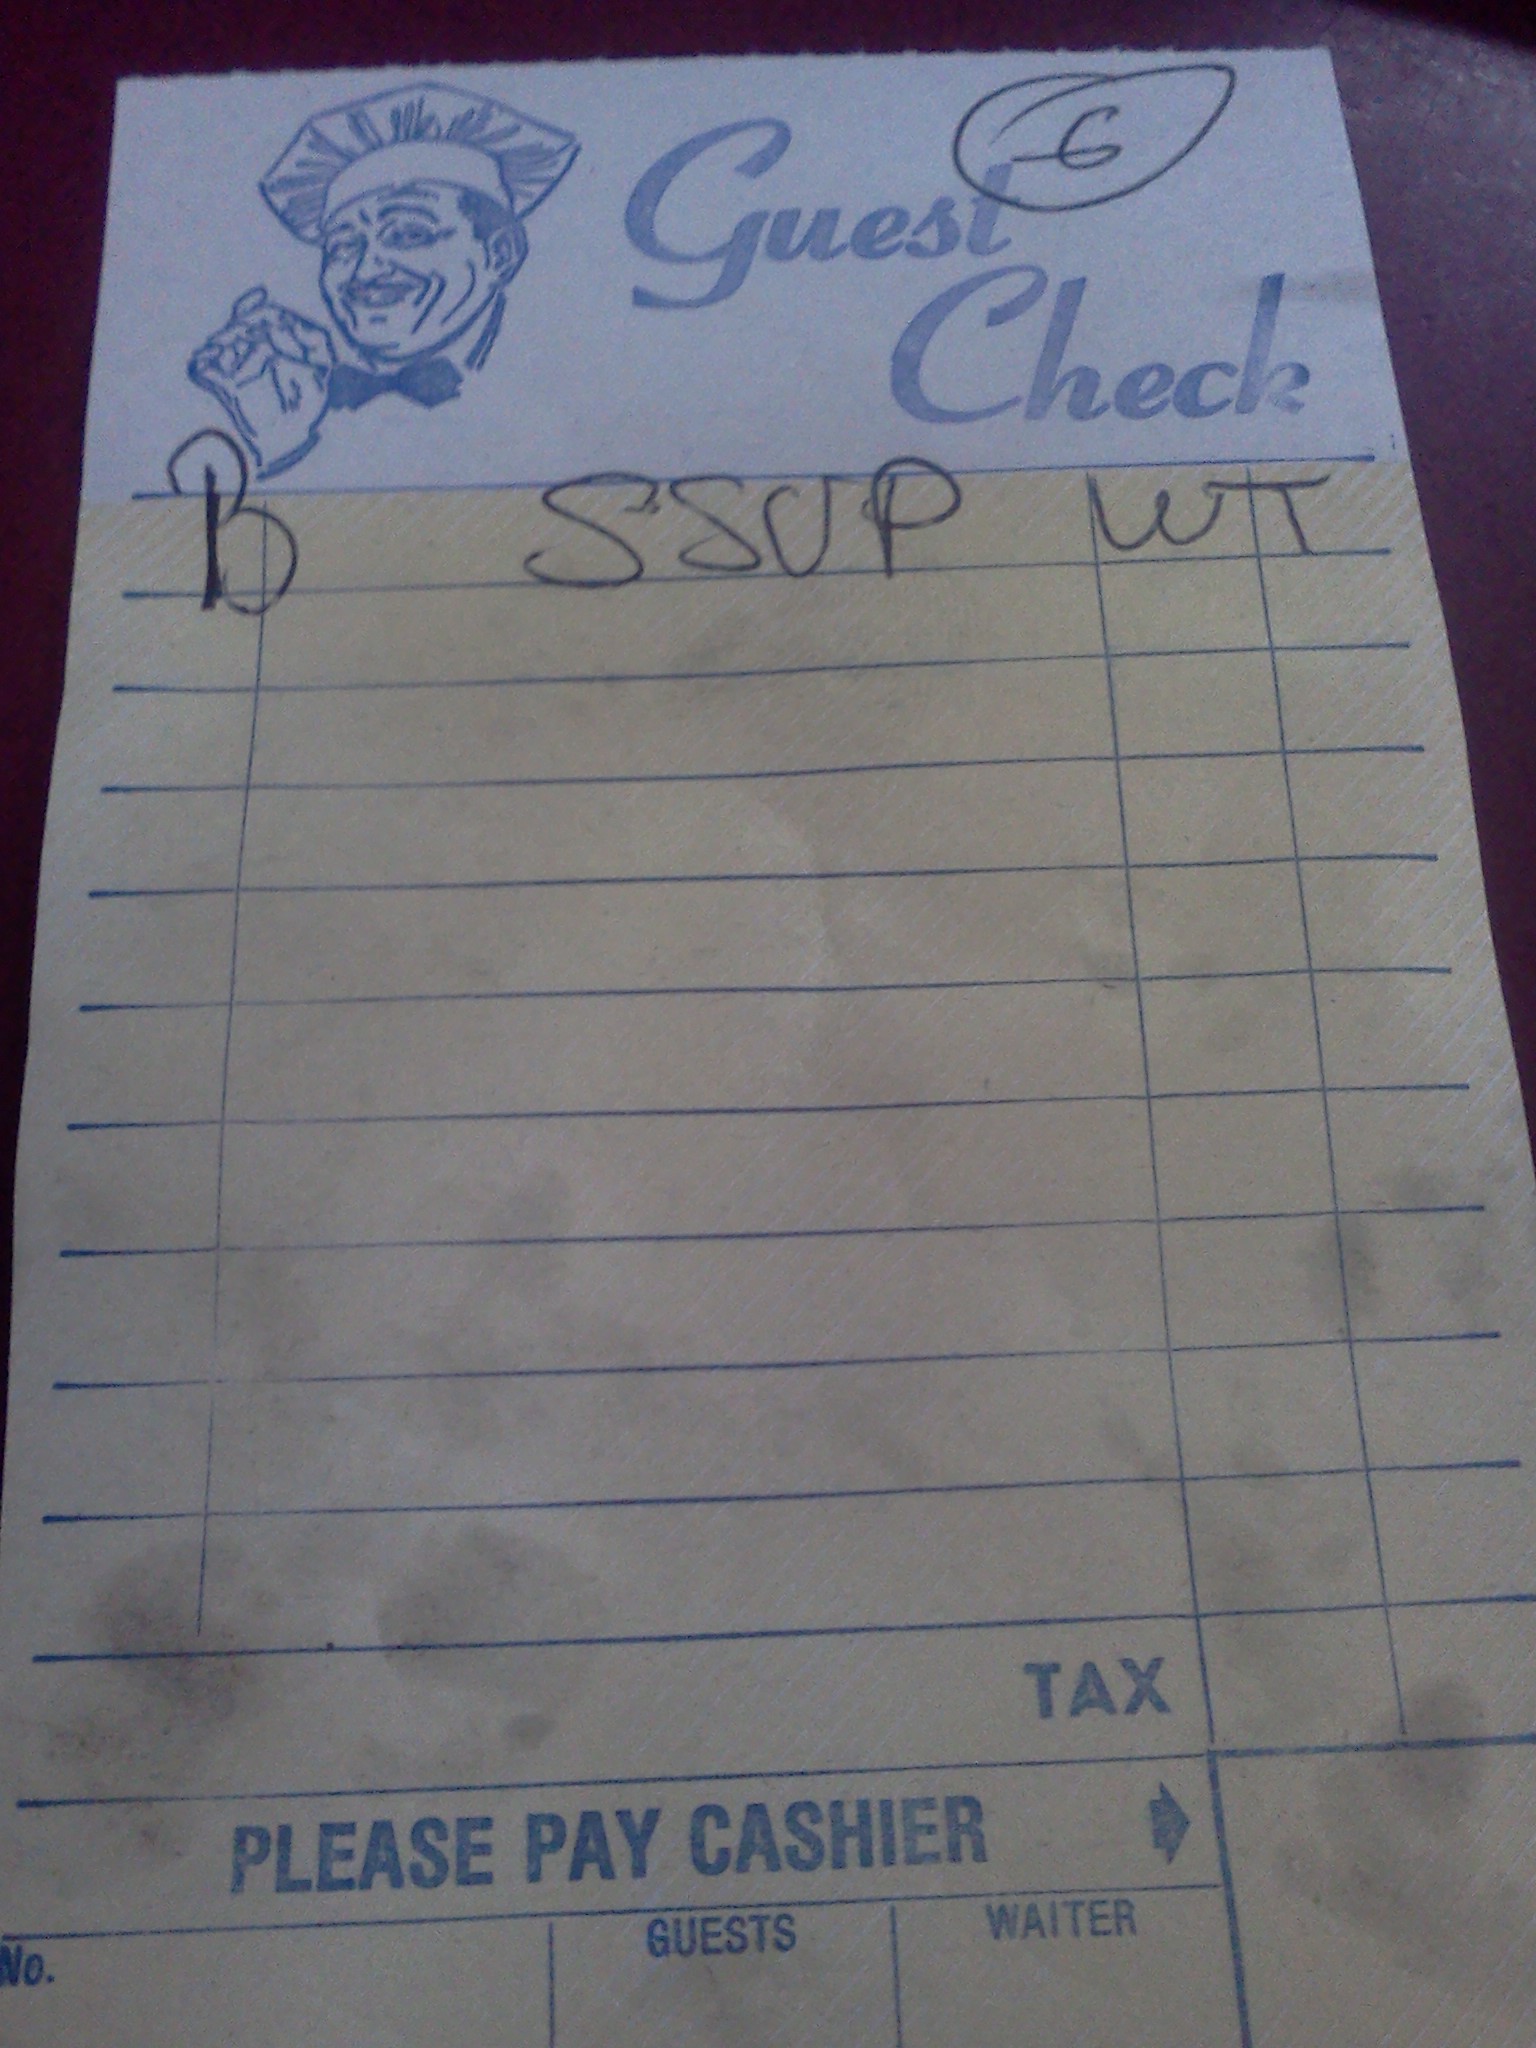 6
Guest
Check
B SSUP WT
TAX
PLEASE PAY CASHIER
No. GUESTS WAITER